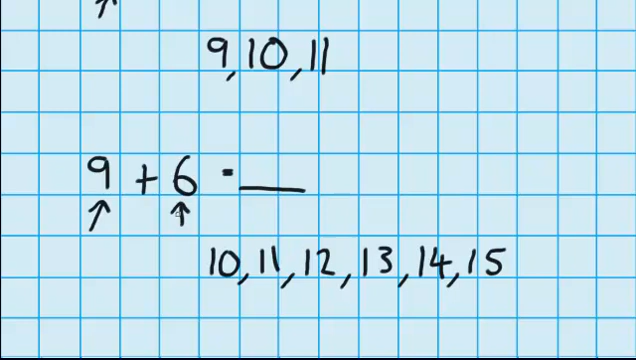 9,10,11
9 + 6 = ___
10,11,12,13,14,15